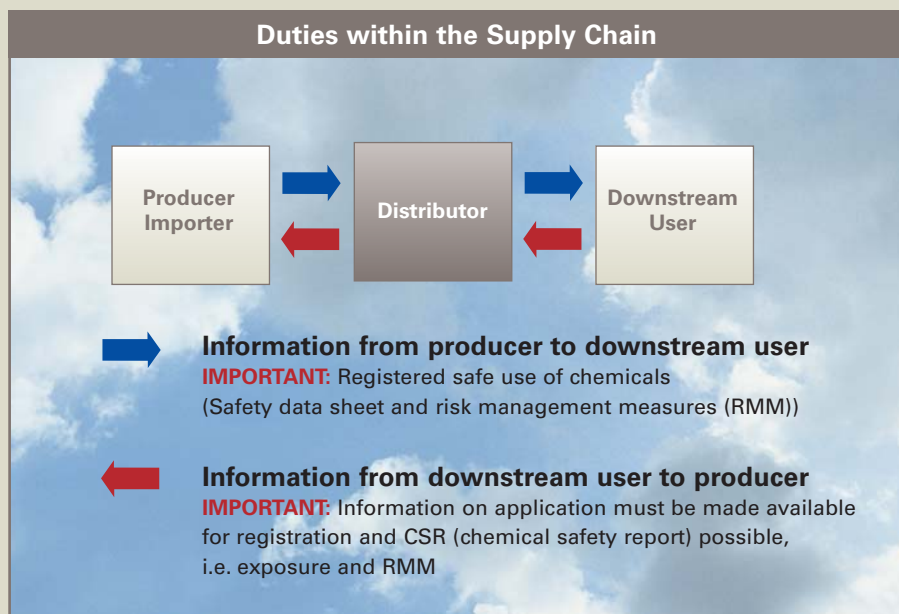 Duties within the Supply Chain
Producer
Importer
Distributor
Downstream
User
Information from producer to downstream user
IMPORTANT: Registered safe use of chemicals
(Safety data sheet and risk management measures (RMM))
Information from downstream user to producer
IMPORTANT: Information on application must be made available
for registration and CSR (chemical safety report) possible,
i.e. exposure and RMM